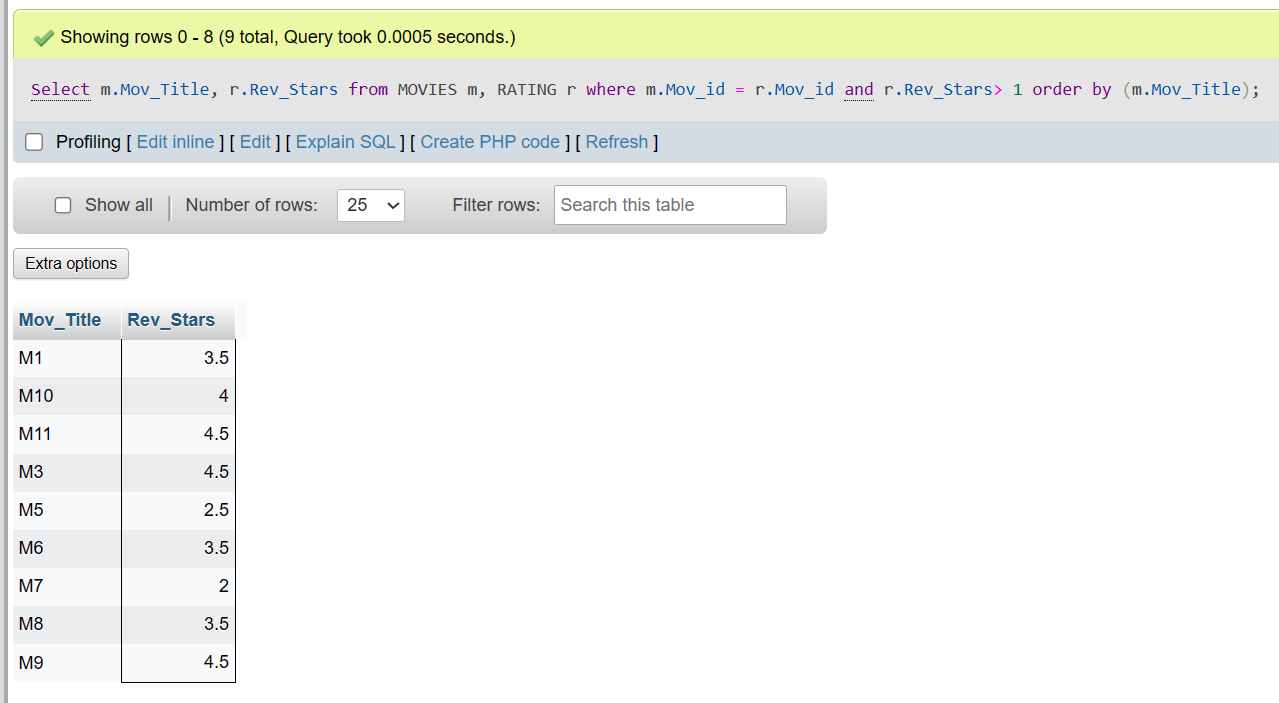 Showing rows 0 - 8 (9 total, Query took 0.0005 seconds.)
Select m.Mov_Title, r.Rev_Stars from MOVIES m, RATING r where m.Mov_id = r.Mov_id and r.Rev_Stars> 1 order by (m.Mov_Title);
Profiling [ Edit inline ] [ Edit ] [ Explain SQL ] [ Create PHP code ] [ Refresh ]
Show all | Number of rows: 25 Filter rows: Search this table
Extra options
Mov_Title Rev_Stars
M1 3.5
M10 4
M11 4.5
M3 4.5
M5 2.5
M6 3.5
M7 2
M8 3.5
M9 4.5